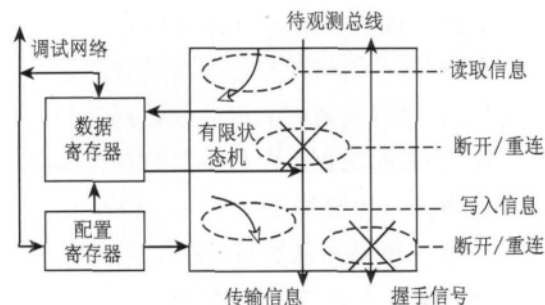 待观测总线
调试网络
读取信息
数据
寄存器
有限状
态机
断开/重连
写入信息
配置
寄存器
断开/重连
传输信息
握手信号